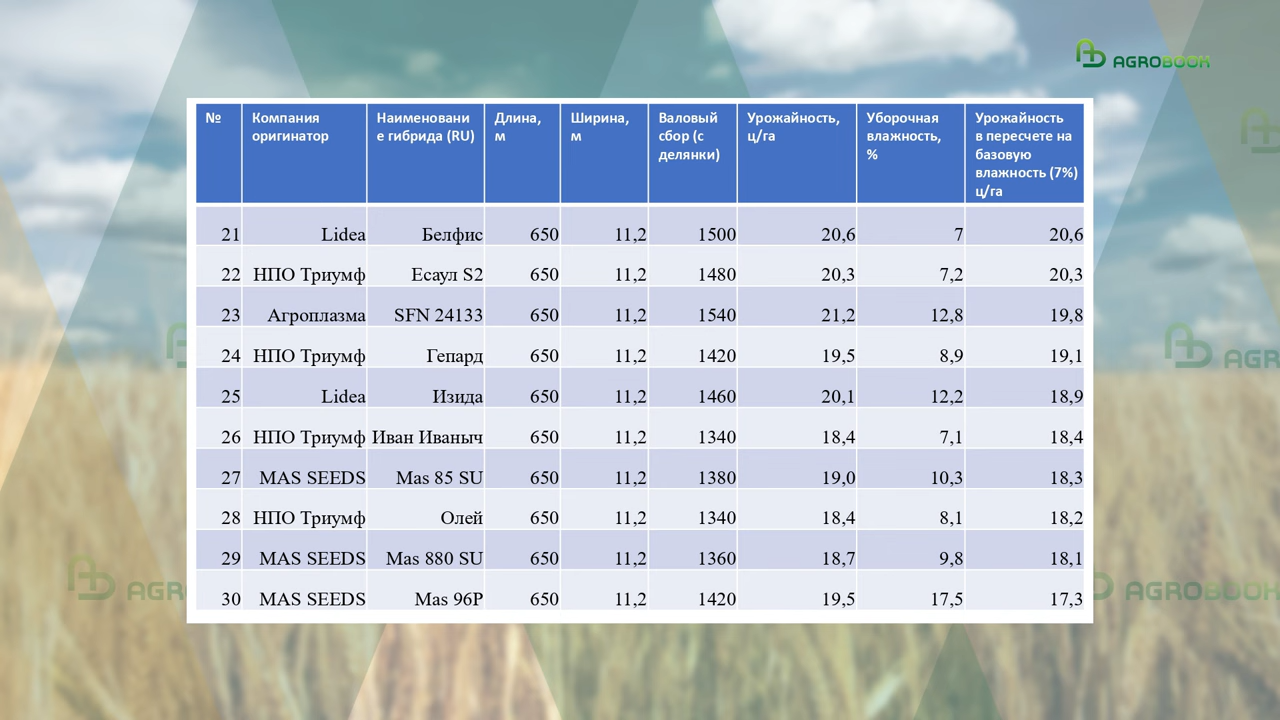 AGROBOOK
№ Компания оригинатор Наименовани е гибрида (RU) Длина, м Ширина, м Валовый сбор (с делянки) Урожайность, ц/га Уборочная влажность, % Урожайность в пересчете на базовую влажность (7%) ц/га
21 Lidea Белфис 650 11,2 1500 20,6 7 20,6
22 НПО Триумф Есаул S2 650 11,2 1480 20,3 7,2 20,3
23 Агроплазма SFN 24133 650 11,2 1540 21,2 12,8 19,8
24 НПО Триумф Гепард 650 11,2 1420 19,5 8,9 19,1
25 Lidea Изида 650 11,2 1460 20,1 12,2 18,9
26 НПО Триумф Иван Иваныч 650 11,2 1340 18,4 7,1 18,4
27 MAS SEEDS Mas 85 SU 650 11,2 1380 19,0 10,3 18,3
28 НПО Триумф Олей 650 11,2 1340 18,4 8,1 18,2
29 MAS SEEDS Mas 880 SU 650 11,2 1360 18,7 9,8 18,1
30 MAS SEEDS Mas 96P 650 11,2 1420 19,5 17,5 17,3
AGR
AGR
AGROBOOK